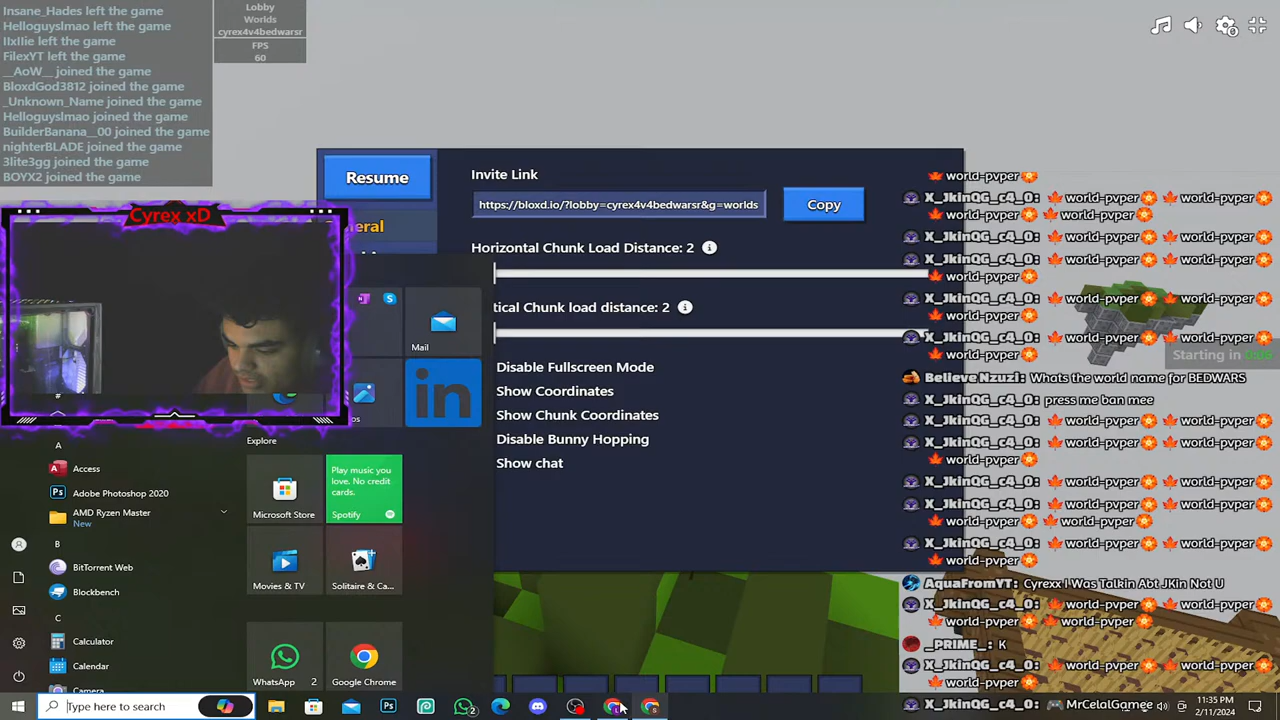 Insane_Hades left the game
Helloguyslmao left the game
IIxIIie left the game
FilexYT left the game
__AoW__ joined the game
BloxdGod3812 joined the game
_Unknown_Name joined the game
Helloguyslmao joined the game
BuilderBanana__00 joined the game
nighterBLADE joined the game
3lite3gg joined the game
BOYX2 joined the game
Lobby
Worlds
cyrex4v4bedwarsr
FPS
60
Cyrex xD
Resume
neral
Invite Link
https://bloxd.io/?lobby=cyrex4v4bedwarsr&g=worlds
Copy
Horizontal Chunk Load Distance: 2
tical Chunk load distance: 2
Disable Fullscreen Mode
Show Coordinates
Show Chunk Coordinates
Disable Bunny Hopping
Show chat
Mail
os
in
Explore
Microsoft Store
Play music you
love. No credit
cards.
Spotify
Movies & TV
Solitaire & Ca...
WhatsApp 2
Google Chrome
#
A
Access
Adobe Photoshop 2020
AMD Ryzen Master
New
B
BitTorrent Web
Blockbench
C
Calculator
Calendar
Camera
world-pvper
X_JkinQG_c4_0: world-pvper world-pvper
world-pvper world-pvper
X_JkinQG_c4_0: world-pvper world-pvper
X_JkinQG_c4_0: world-pvper world-pvper
world-pvper
X_JkinQG_c4_0: world-pvper world-pvper
world-pvper
X_JkinQG_c4_0: world-pvper world-pvper
world-pvper
Starting in
Believe Nzuzi: Whats the world name for BEDWARS
X_JkinQG_c4_0: press me ban mee
X_JkinQG_c4_0: world-pvper world-pvper
X_JkinQG_c4_0: world-pvper world-pvper
world-pvper
X_JkinQG_c4_0: world-pvper world-pvper
X_JkinQG_c4_0: world-pvper world-pvper
world-pvper world-pvper
X_JkinQG_c4_0: world-pvper world-pvper
world-pvper
AquaFromYT: Cyrexx I Was Talkin Abt JKin Not U
X_JkinQG_c4_0: world-pvper world-pvper
world-pvper world-pvper
_PRIME_: K
X_JkinQG_c4_0: world-pvper world-pvper
world-pvper
X_JkinQG_c4_0: MrCelalGamer
Type here to search
2
11:35 PM
2/11/2024